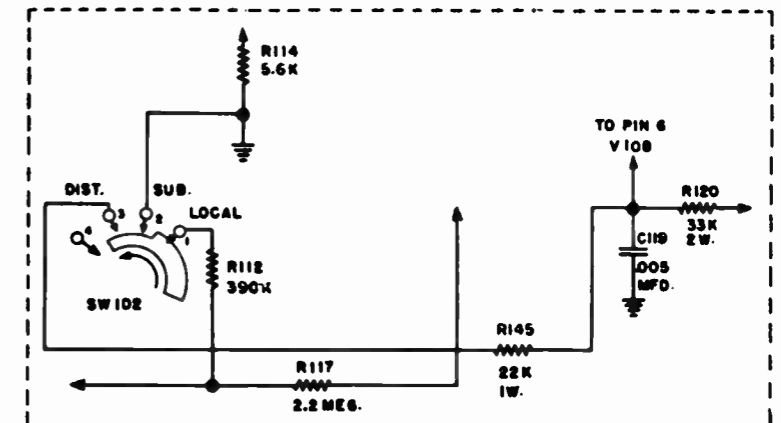 R114
5.6K
TO PIN 6
V108
DIST.
SUB.
LOCAL
3
2
1
4
R120
33K
2W.
C119
.005
MFD.
R112
390K
SW102
R145
22K
1W.
R117
2.2 MEG.